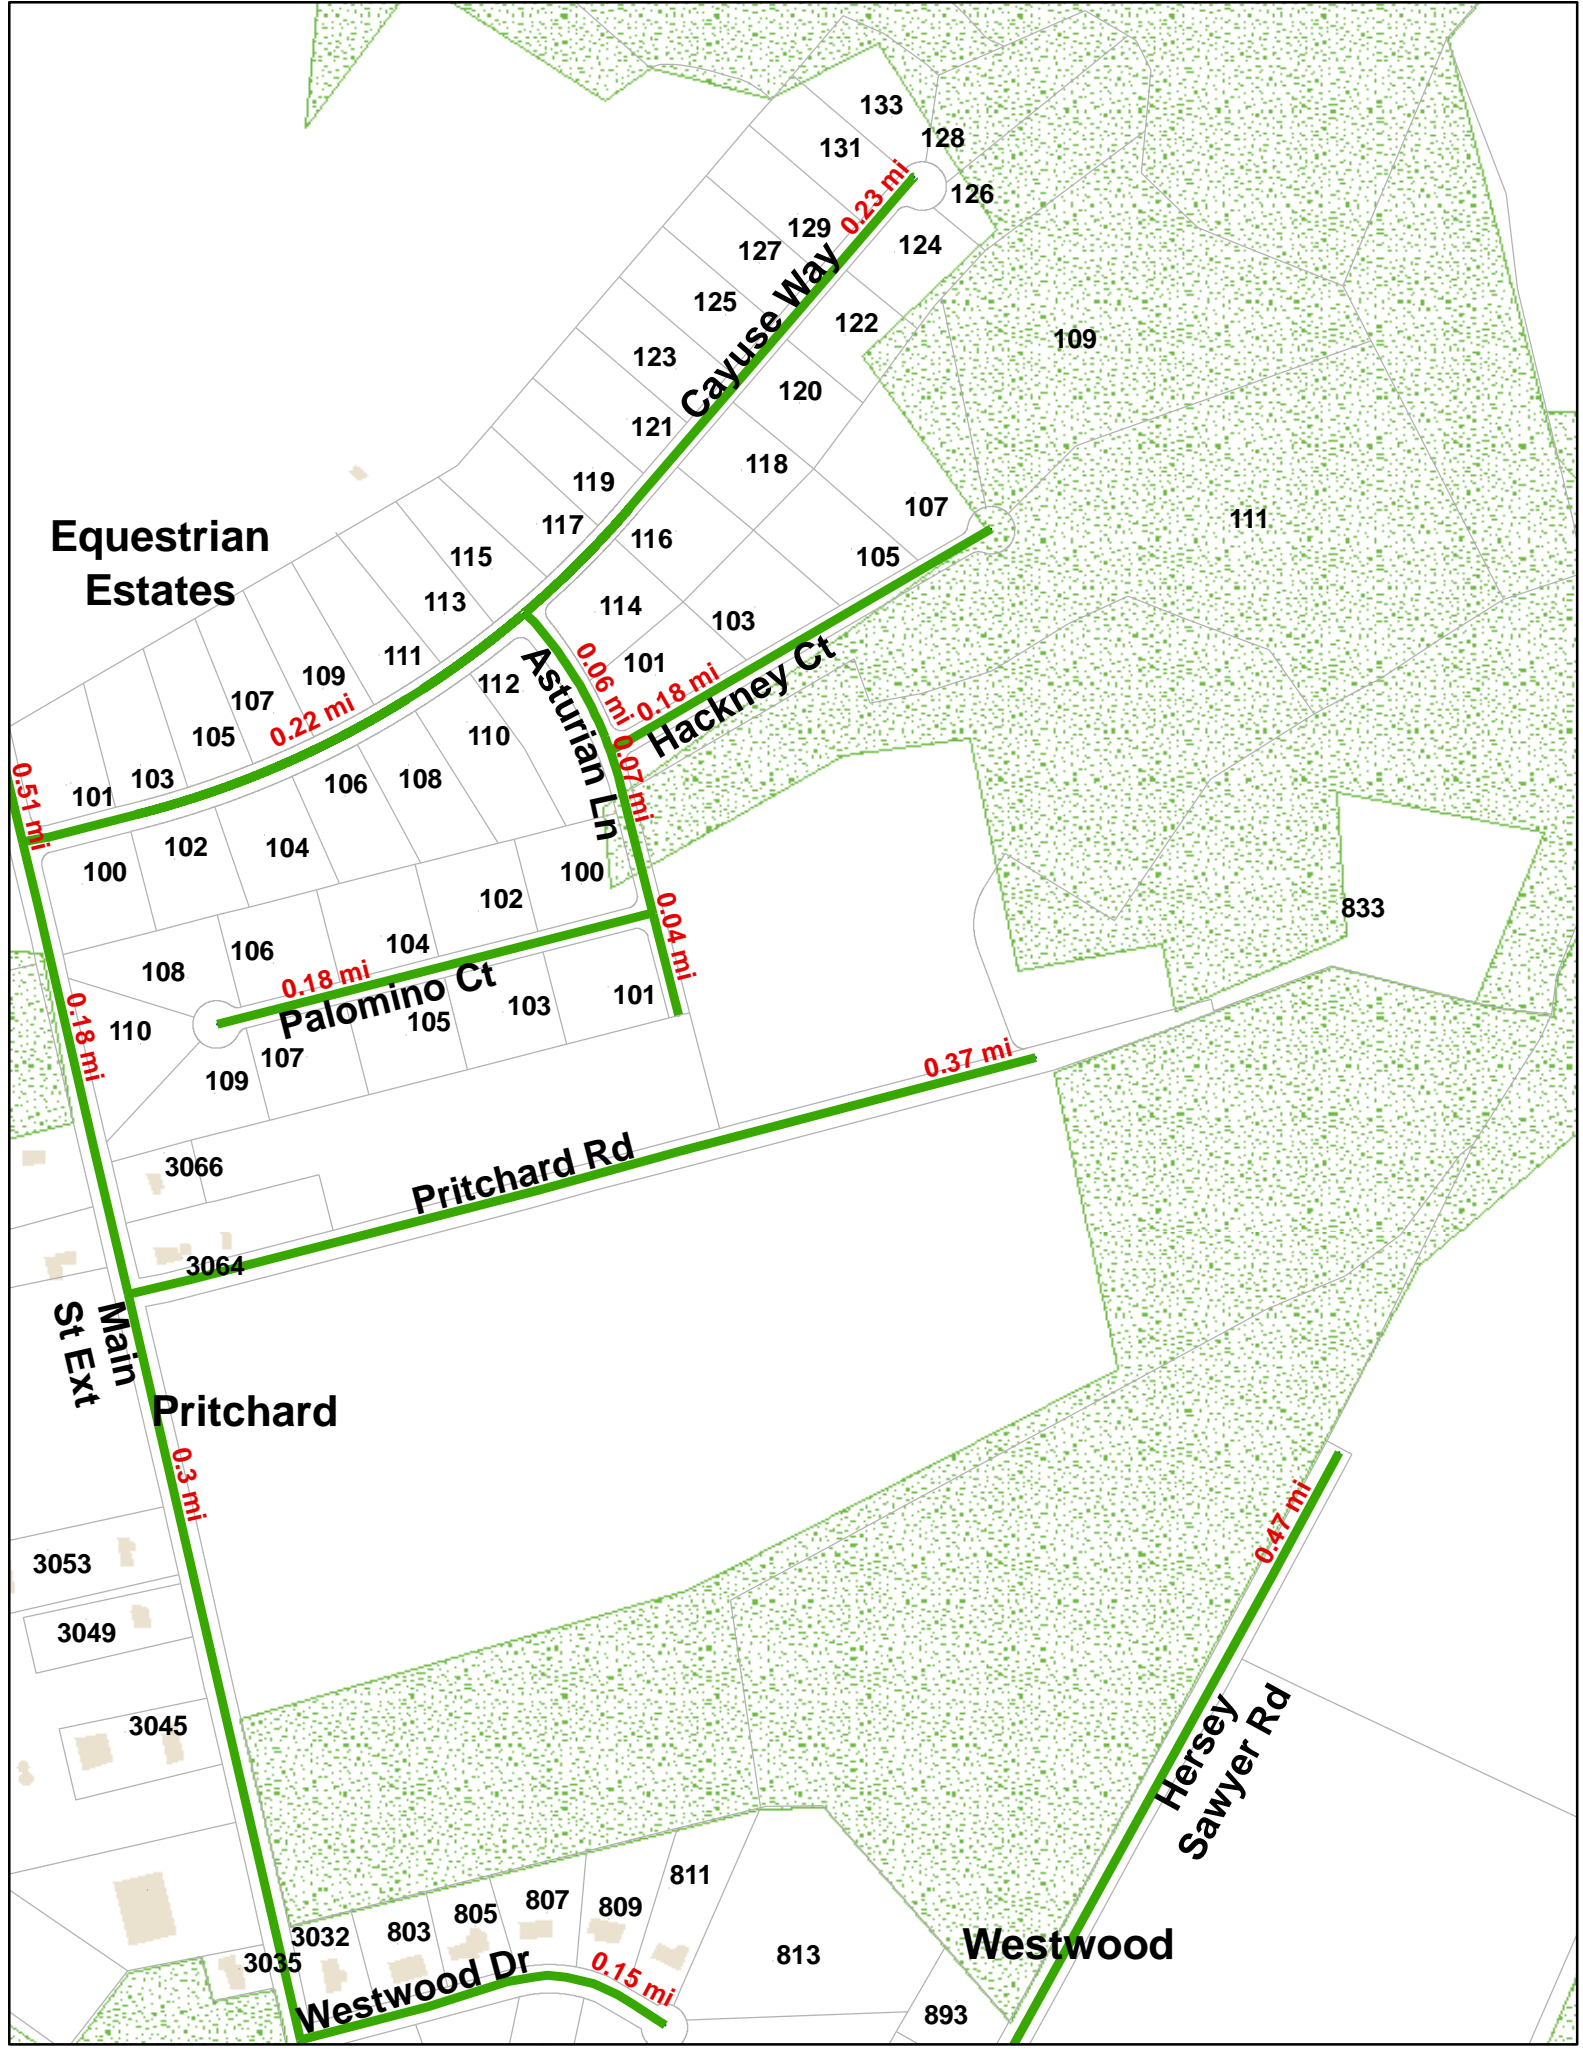 133
128
131
0.23 mi
126
129
124
127
Cayuse Way
125
122
109
123
120
121
118
119
107
111
117
116
Equestrian
Estates
115
105
113
114
103
111
101
0.06 mi
0.18 mi
Hackney Ct
109
112
Asturian Ln
107
0.22 mi
105
110
0.07 mi
0.51 mi
103
101
106
108
102
104
100
100
102
833
0.04 mi
104
106
108
0.18 mi
Palomino Ct
101
103
105
0.18 mi
110
107
109
0.37 mi
Pritchard Rd
3066
3064
Main
St Ext
Pritchard
0.3 mi
0.47 mi
3053
3049
3045
Hersey
Sawyer Rd
811
807
809
805
803
3032
3035
Westwood
813
Westwood Dr
0.15 mi
893